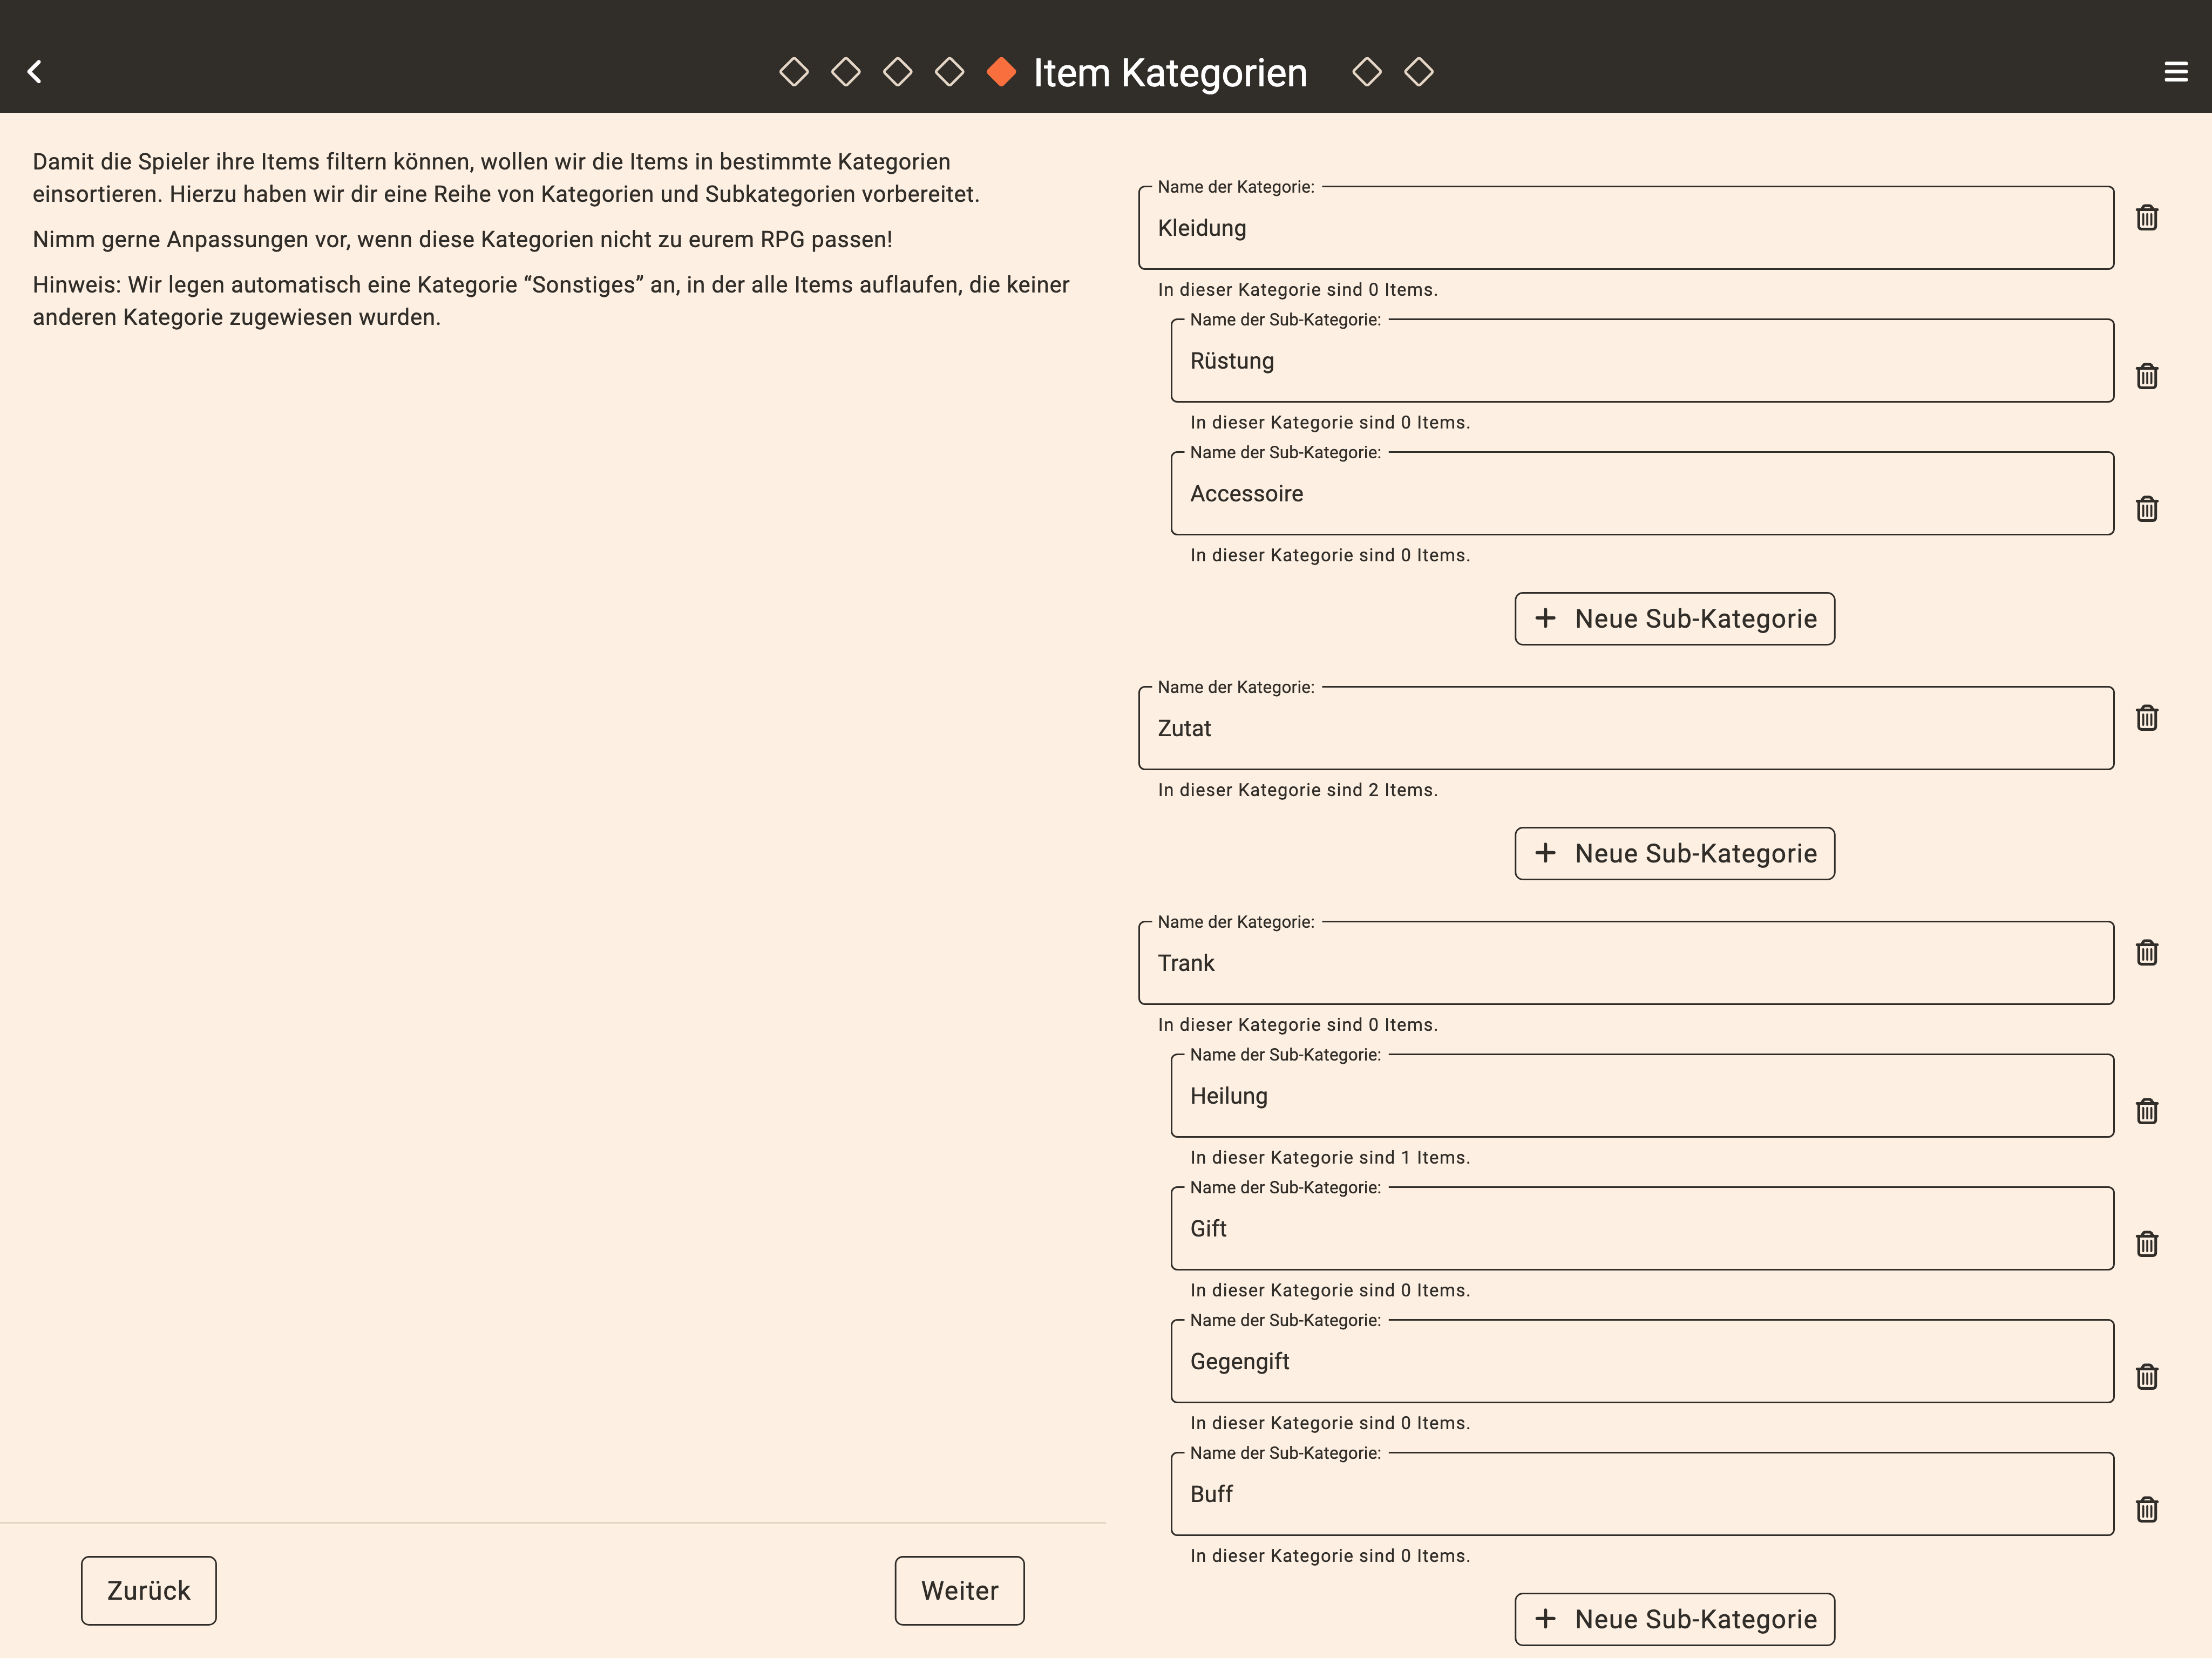 Item Kategorien
Damit die Spieler ihre Items filtern können, wollen wir die Items in bestimmte Kategorien
einsortieren. Hierzu haben wir dir eine Reihe von Kategorien und Subkategorien vorbereitet.
Nimm gerne Anpassungen vor, wenn diese Kategorien nicht zu eurem RPG passen!
Hinweis: Wir legen automatisch eine Kategorie “Sonstiges” an, in der alle Items auflaufen, die keiner
anderen Kategorie zugewiesen wurden.
Zurück
Weiter
Name der Kategorie:
Kleidung
In dieser Kategorie sind 0 Items.
Name der Sub-Kategorie:
Rüstung
In dieser Kategorie sind 0 Items.
Name der Sub-Kategorie:
Accessoire
In dieser Kategorie sind 0 Items.
+ Neue Sub-Kategorie
Name der Kategorie:
Zutat
In dieser Kategorie sind 2 Items.
+ Neue Sub-Kategorie
Name der Kategorie:
Trank
In dieser Kategorie sind 0 Items.
Name der Sub-Kategorie:
Heilung
In dieser Kategorie sind 1 Items.
Name der Sub-Kategorie:
Gift
In dieser Kategorie sind 0 Items.
Name der Sub-Kategorie:
Gegengift
In dieser Kategorie sind 0 Items.
Name der Sub-Kategorie:
Buff
In dieser Kategorie sind 0 Items.
+ Neue Sub-Kategorie